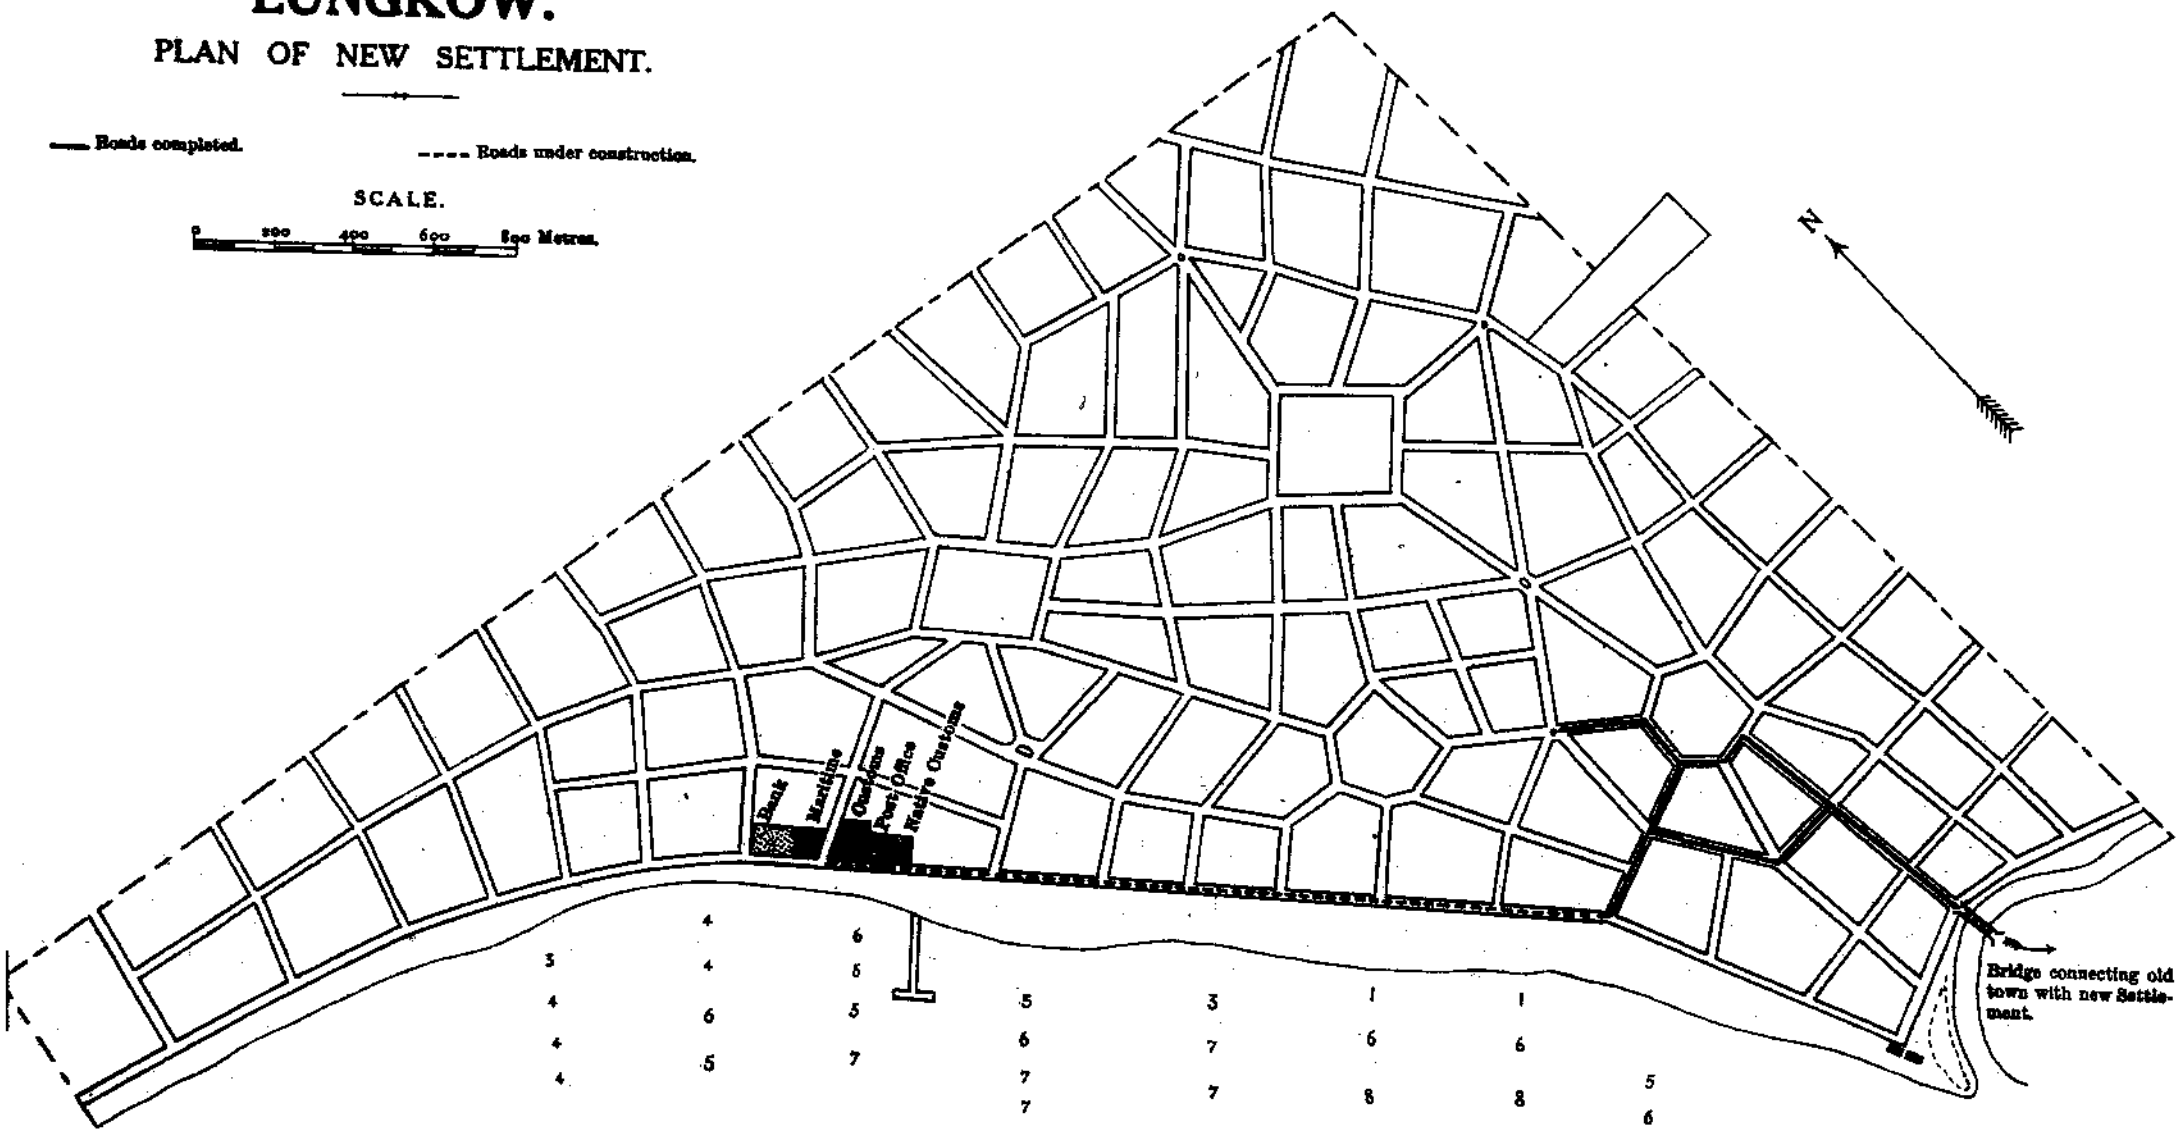 LUNGKOW.
PLAN OF NEW SETTLEMENT.
Roads completed.
Roads under construction.
SCALE.
0 200 400 600 800 Metres.
N
Bank
Maritime
Customs
Post Office
Native Customs
Bridge connecting old
town with new Settle-
ment.
4 6
3 4 5
4 6 5 5 3 1 1
4 5 7 6 7 6 6
4 7 7 8 8 5
7 6